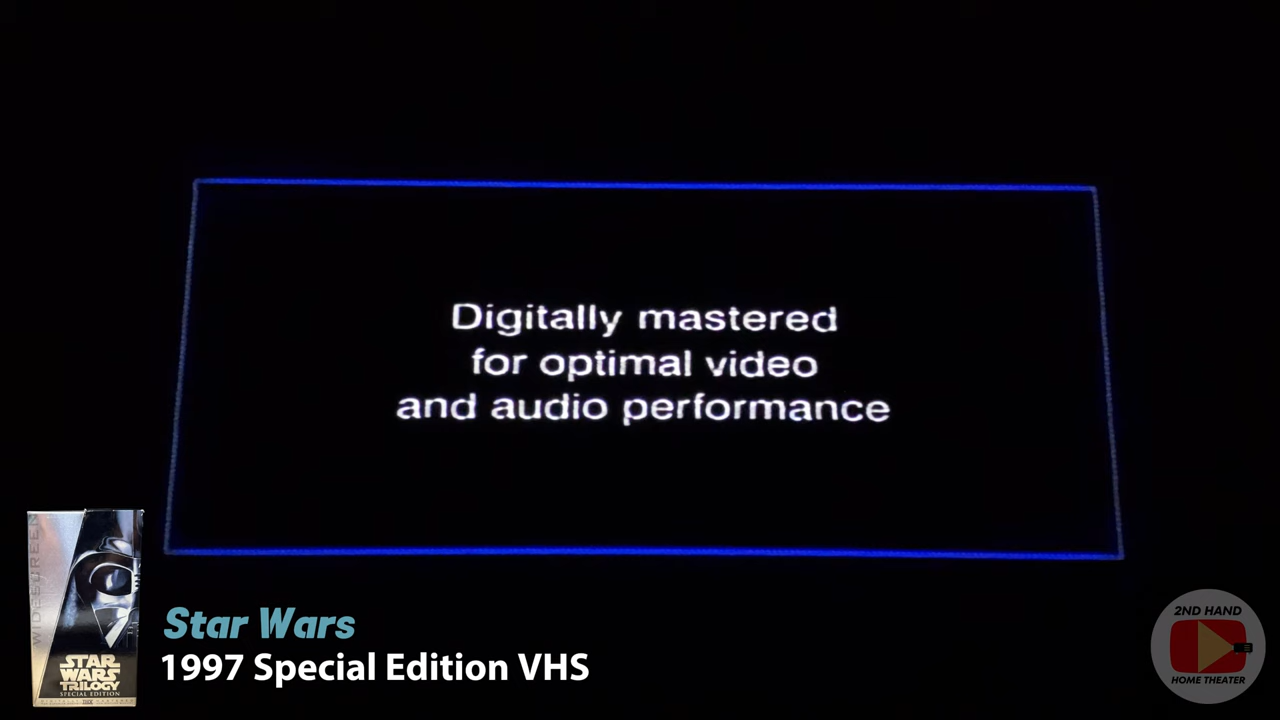 Digitally mastered
for optimal video
and audio performance
WIDESCREEN
STAR
WARS
TRILOGY
SPECIAL EDITION
Star Wars
1997 Special Edition VHS
2ND HAND
HOME THEATER